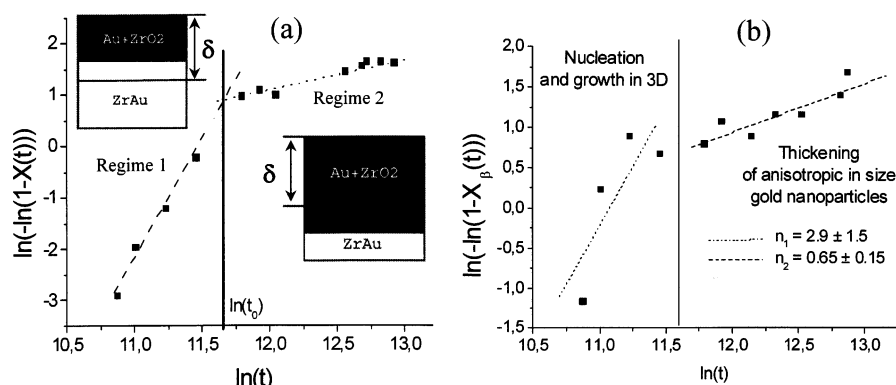 (a)
Au+ZrO2
δ
ZrAu
Regime 1
Regime 2
δ
Au+ZrO2
ZrAu
ln(t₀)
ln(-ln(1-X(t)))
2
1
0
-1
-2
-3
10,5 11,0 11,5 12,0 12,5 13,0
ln(t)
(b)
Nucleation
and growth in 3D
Thickening
of anisotropic in size
gold nanoparticles
n₁ = 2.9 ± 1.5
n₂ = 0.65 ± 0.15
ln(-ln(1-Xᵦ(t)))
2,0
1,5
1,0
0,5
0,0
-0,5
-1,0
-1,5
10,5 11,0 11,5 12,0 12,5 13,0
ln(t)